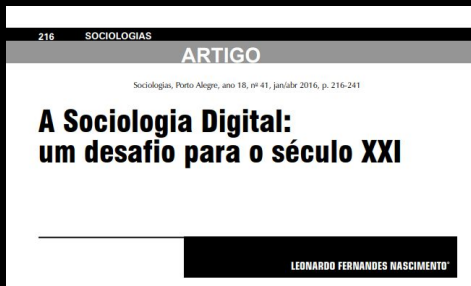 216 SOCIOLOGIAS
ARTIGO
Sociologias, Porto Alegre, ano 18, nº 41, jan/abr 2016, p. 216-241
A Sociologia Digital:
um desafio para o século XXI
LEONARDO FERNANDES NASCIMENTO*